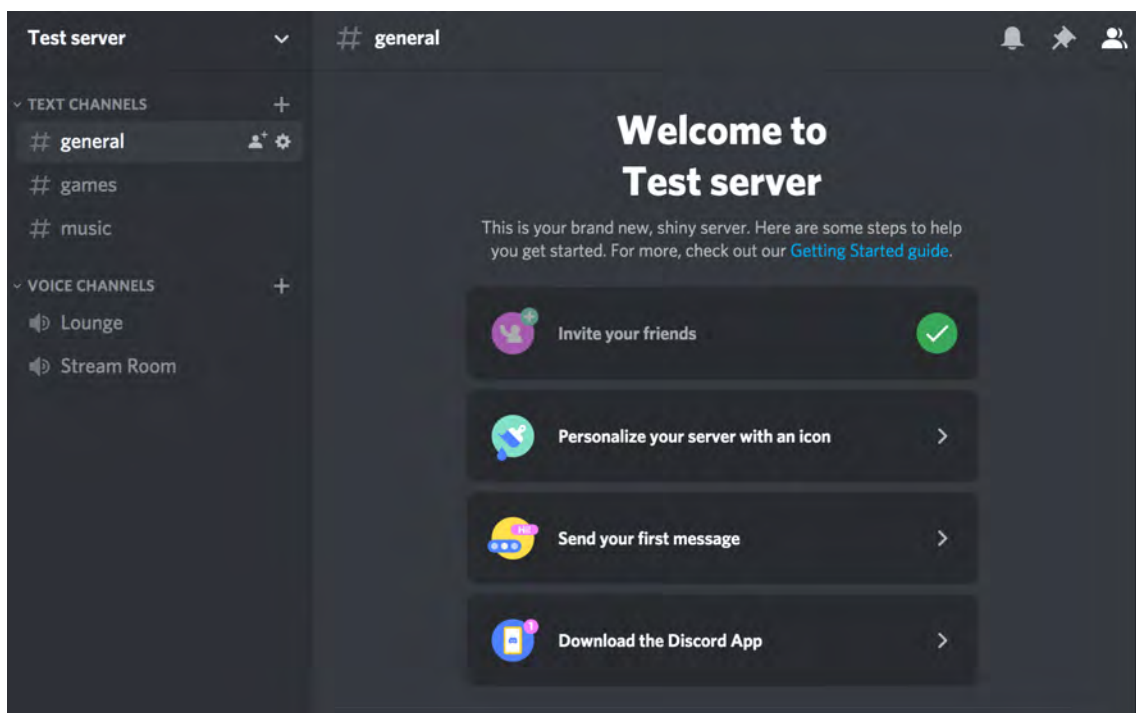 Test server
# general
TEXT CHANNELS
# general
# games
# music
VOICE CHANNELS
Lounge
Stream Room
Welcome to
Test server
This is your brand new, shiny server. Here are some steps to help
you get started. For more, check out our Getting Started guide.
Invite your friends
Personalize your server with an icon
Hi!
Send your first message
1
Download the Discord App